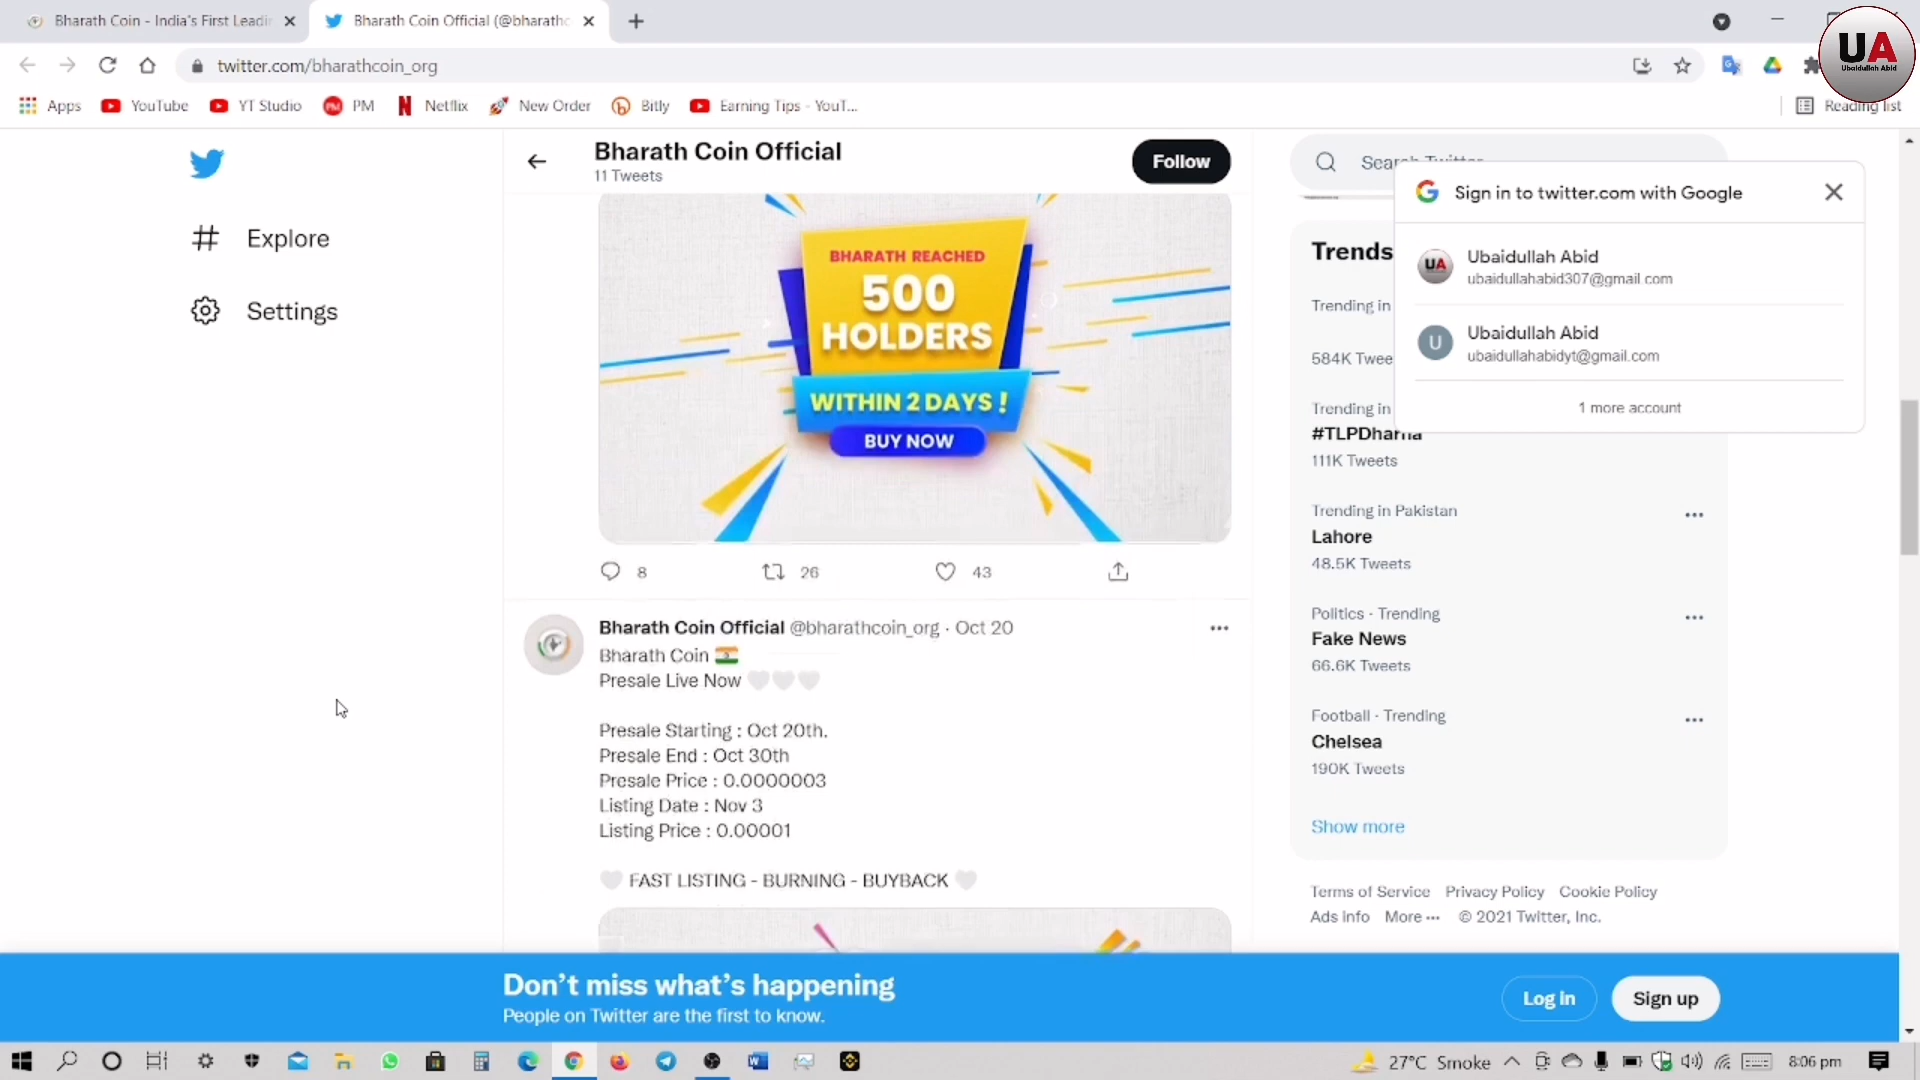 Bharath Coin - India's First Leadin
Bharath Coin Official (@bharathc
UA
Ubaidullah Abid
twitter.com/bharathcoin_org
Apps
YouTube
YT Studio
PM
Netflix
New Order
Bitly
Earning Tips - YouT...
Reading list
Bharath Coin Official
11 Tweets
Follow
Explore
Settings
BHARATH REACHED
500
HOLDERS
WITHIN 2 DAYS !
BUY NOW
8
26
43
Bharath Coin Official @bharathcoin_org · Oct 20
Bharath Coin
Presale Live Now
Presale Starting : Oct 20th.
Presale End : Oct 30th
Presale Price : 0.0000003
Listing Date : Nov 3
Listing Price : 0.00001
FAST LISTING - BURNING - BUYBACK
Search Twitter
Sign in to twitter.com with Google
UA
Ubaidullah Abid
ubaidullahabid307@gmail.com
U
Ubaidullah Abid
ubaidullahabidyt@gmail.com
1 more account
Trends
Trending in
584K Twee
Trending in
#TLPDharna
111K Tweets
Trending in Pakistan
Lahore
48.5K Tweets
Politics · Trending
Fake News
66.6K Tweets
Football · Trending
Chelsea
190K Tweets
Show more
Terms of Service Privacy Policy Cookie Policy
Ads info More ··· © 2021 Twitter, Inc.
Don't miss what's happening
People on Twitter are the first to know.
Log in
Sign up
27°C Smoke
8:06 pm